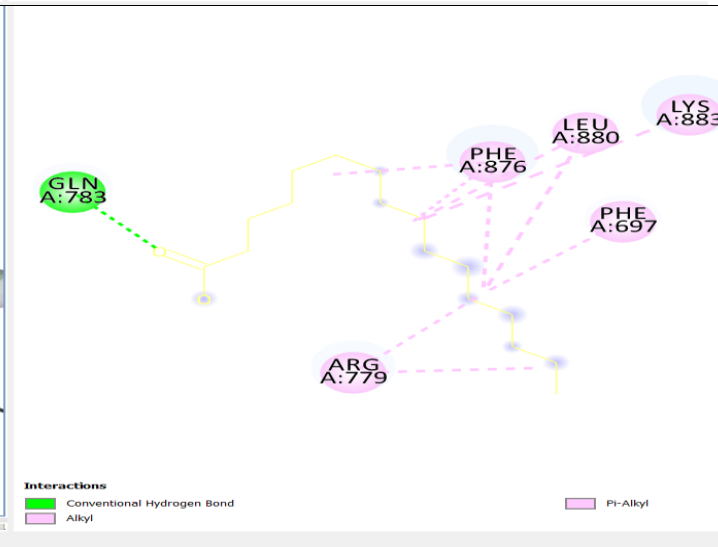 LYS
A:883
LEU
A:880
PHE
A:876
GLN
A:783
PHE
A:697
O
O
ARG
A:779
Interactions
Conventional Hydrogen Bond
Alkyl
Pi-Alkyl